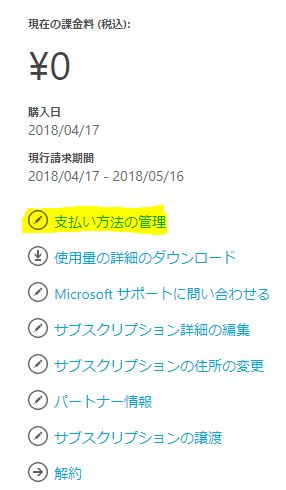 現在の課金料 (税込):
¥0
購入日
2018/04/17
現行請求期間
2018/04/17 - 2018/05/16
支払い方法の管理
使用量の詳細のダウンロード
Microsoft サポートに問い合わせる
サブスクリプション詳細の編集
サブスクリプションの住所の変更
パートナー情報
サブスクリプションの譲渡
解約